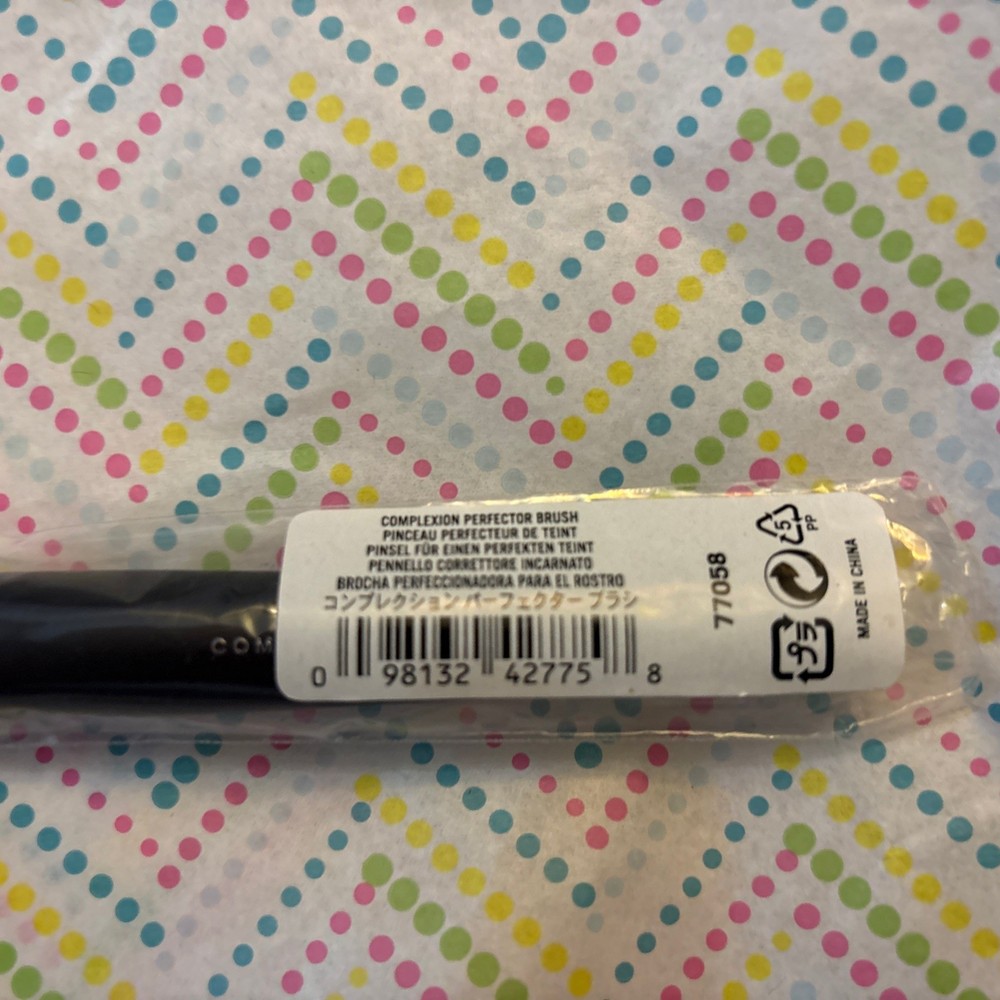 COMPLEXION PERFECTOR BRUSH
PINCEAU PERFECTEUR DE TEINT
PINSEL FÜR EINEN PERFEKTEN TEINT
PENNELLO CORRETTORE INCARNATO
BROCHA PERFECCIONADORA PARA EL ROSTRO
コンプレクションパーフェクター ブラシ
0 98132 42775 8
77058
5
PP
プラ
MADE IN CHINA
COM